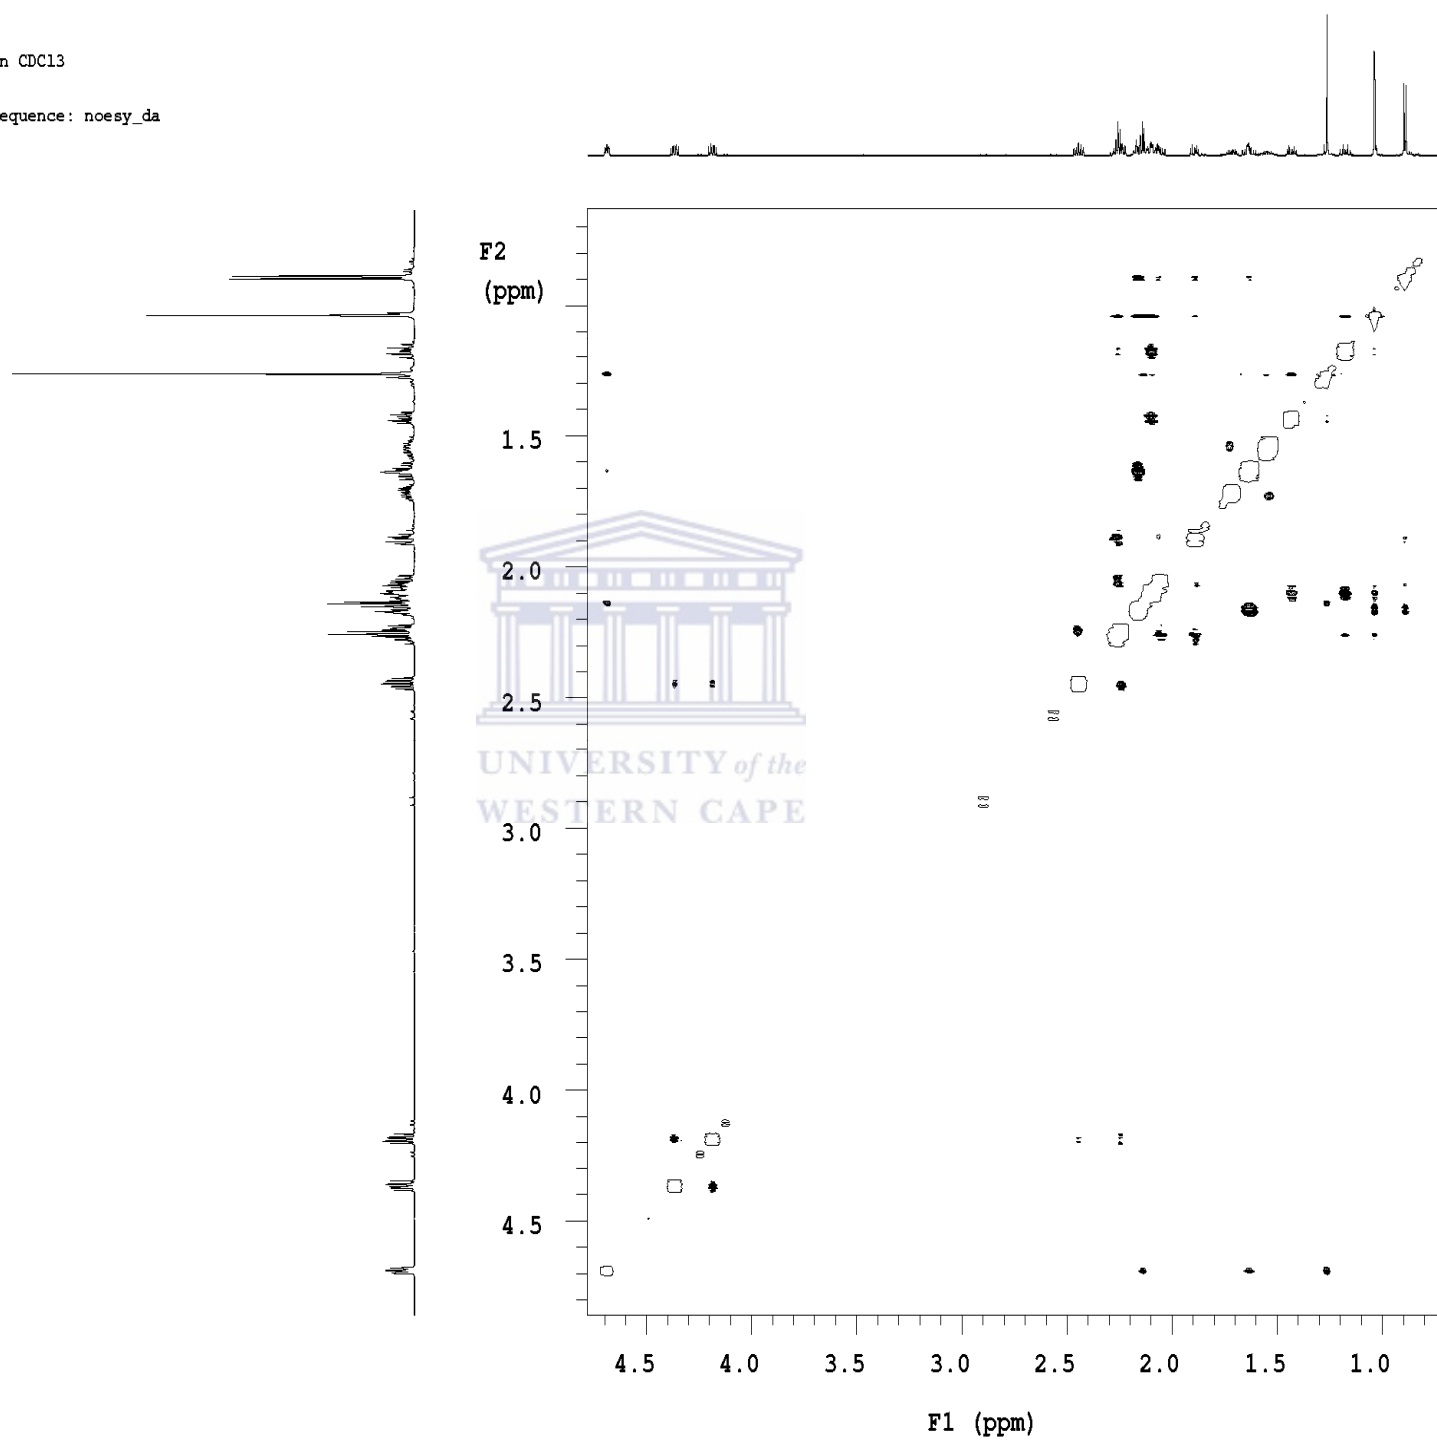 n CDCl3
equence: noesy_da
F2
(ppm)
1.5
2.0
2.5
3.0
3.5
4.0
4.5
UNIVERSITY of the
WESTERN CAPE
4.5 4.0 3.5 3.0 2.5 2.0 1.5 1.0
F1 (ppm)